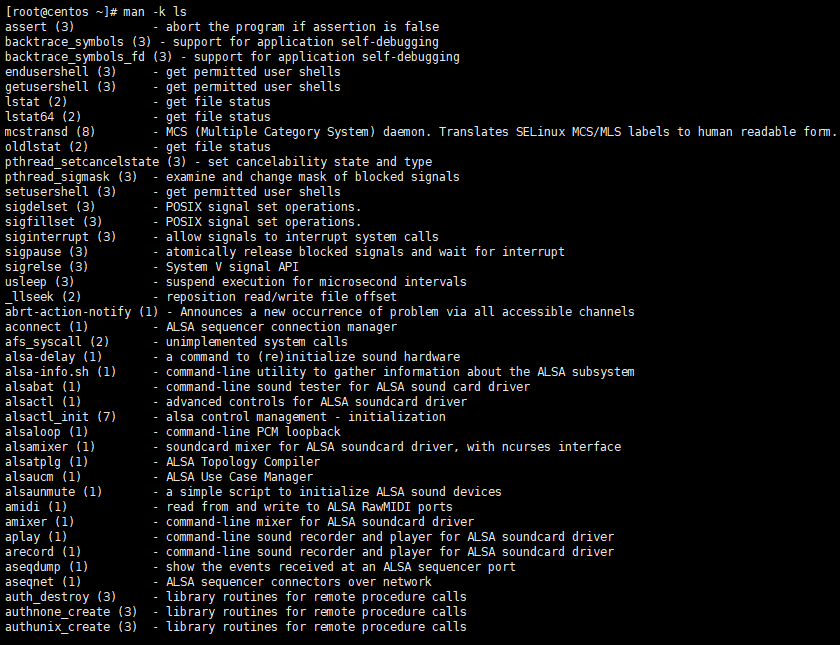 [root@centos ~]# man -k ls
assert (3)           - abort the program if assertion is false
backtrace_symbols (3) - support for application self-debugging
backtrace_symbols_fd (3) - support for application self-debugging
endusershell (3)     - get permitted user shells
getusershell (3)     - get permitted user shells
lstat (2)            - get file status
lstat64 (2)          - get file status
mcstransd (8)        - MCS (Multiple Category System) daemon. Translates SELinux MCS/MLS labels to human readable form.
oldlstat (2)         - get file status
pthread_setcancelstate (3) - set cancelability state and type
pthread_sigmask (3)  - examine and change mask of blocked signals
setusershell (3)     - get permitted user shells
sigdelset (3)        - POSIX signal set operations.
sigfillset (3)       - POSIX signal set operations.
siginterrupt (3)     - allow signals to interrupt system calls
sigpause (3)         - atomically release blocked signals and wait for interrupt
sigrelse (3)         - System V signal API
usleep (3)           - suspend execution for microsecond intervals
_llseek (2)          - reposition read/write file offset
abrt-action-notify (1) - Announces a new occurrence of problem via all accessible channels
aconnect (1)         - ALSA sequencer connection manager
afs_syscall (2)      - unimplemented system calls
alsa-delay (1)       - a command to (re)initialize sound hardware
alsa-info.sh (1)     - command-line utility to gather information about the ALSA subsystem
alsabat (1)          - command-line sound tester for ALSA sound card driver
alsactl (1)          - advanced controls for ALSA soundcard driver
alsactl_init (7)     - alsa control management - initialization
alsaloop (1)         - command-line PCM loopback
alsamixer (1)        - soundcard mixer for ALSA soundcard driver, with ncurses interface
alsatplg (1)         - ALSA Topology Compiler
alsaucm (1)          - ALSA Use Case Manager
alsaunmute (1)       - a simple script to initialize ALSA sound devices
amidi (1)            - read from and write to ALSA RawMIDI ports
amixer (1)           - command-line mixer for ALSA soundcard driver
aplay (1)            - command-line sound recorder and player for ALSA soundcard driver
arecord (1)          - command-line sound recorder and player for ALSA soundcard driver
aseqdump (1)         - show the events received at an ALSA sequencer port
aseqnet (1)          - ALSA sequencer connectors over network
auth_destroy (3)     - library routines for remote procedure calls
authnone_create (3)  - library routines for remote procedure calls
authunix_create (3)  - library routines for remote procedure calls